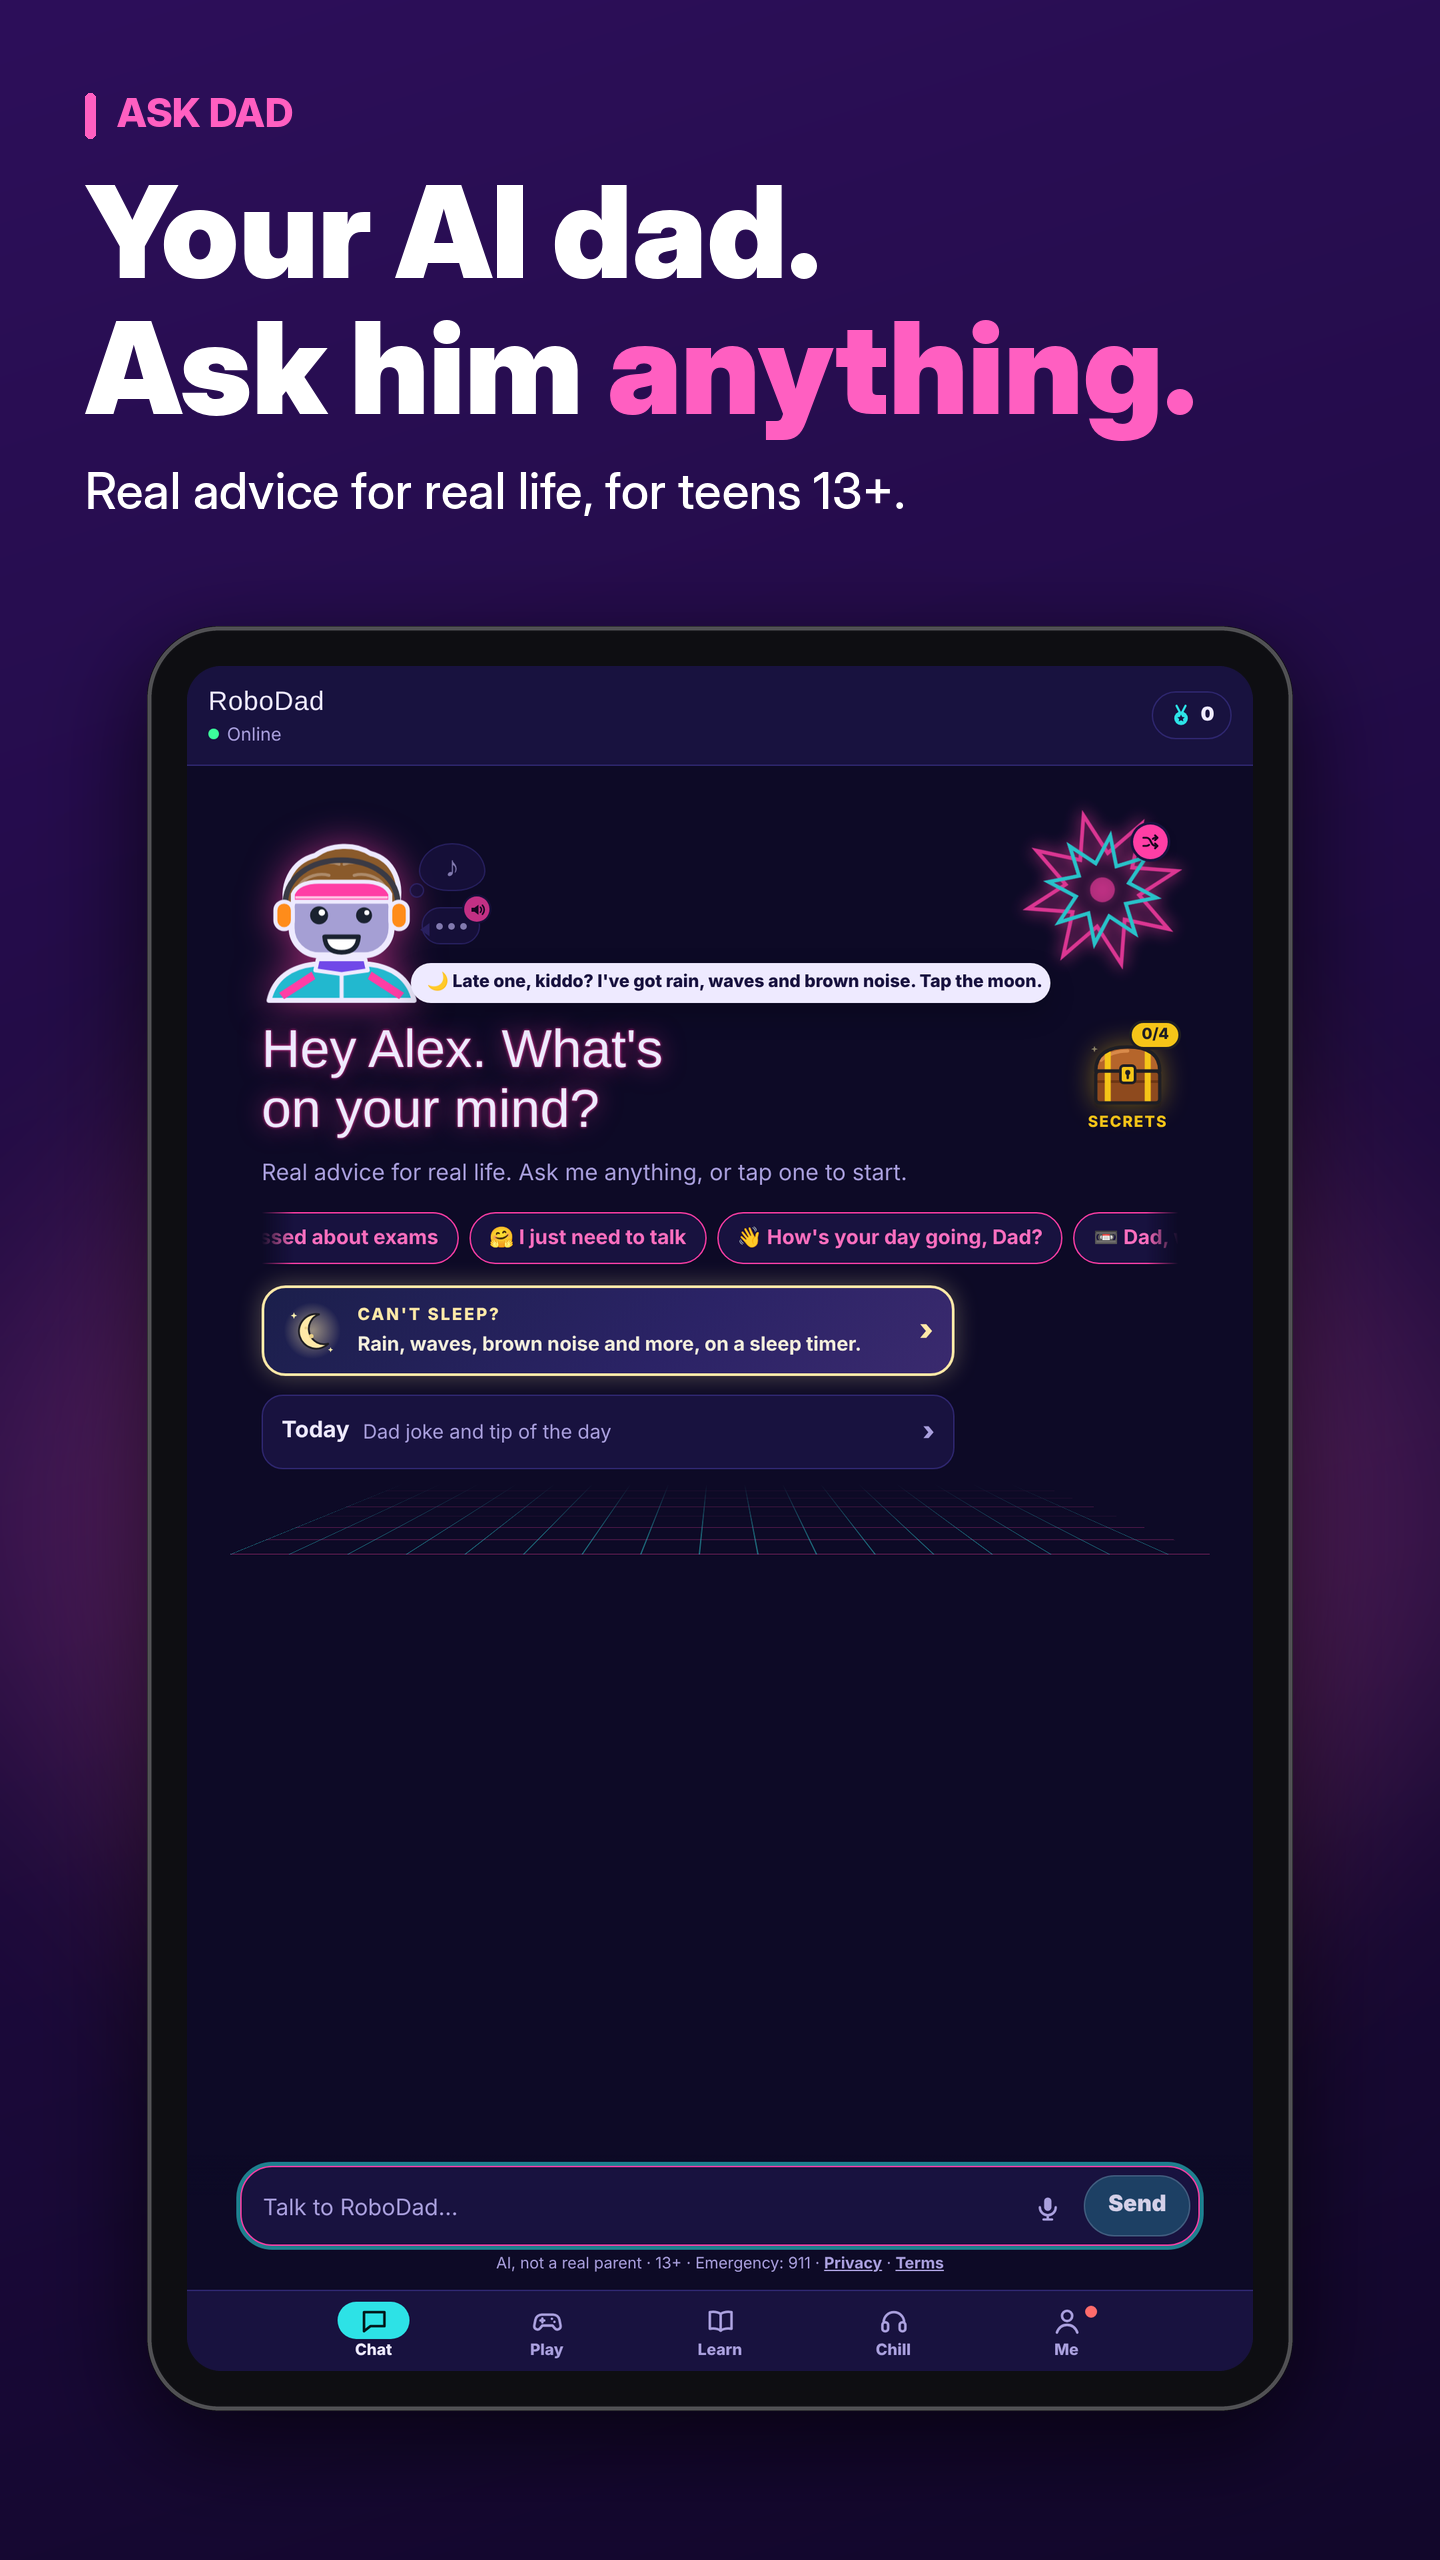 ASK DAD
Your AI dad.
Ask him anything.
Real advice for real life, for teens 13+.
RoboDad
Online
0
🌙 Late one, kiddo? I've got rain, waves and brown noise. Tap the moon.
Hey Alex. What's
on your mind?
0/4
SECRETS
Real advice for real life. Ask me anything, or tap one to start.
ssed about exams
🤗 I just need to talk
👋 How's your day going, Dad?
📼 Dad,
CAN'T SLEEP?
Rain, waves, brown noise and more, on a sleep timer.
Today Dad joke and tip of the day
Talk to RoboDad...
Send
AI, not a real parent · 13+ · Emergency: 911 · Privacy · Terms
Chat
Play
Learn
Chill
Me